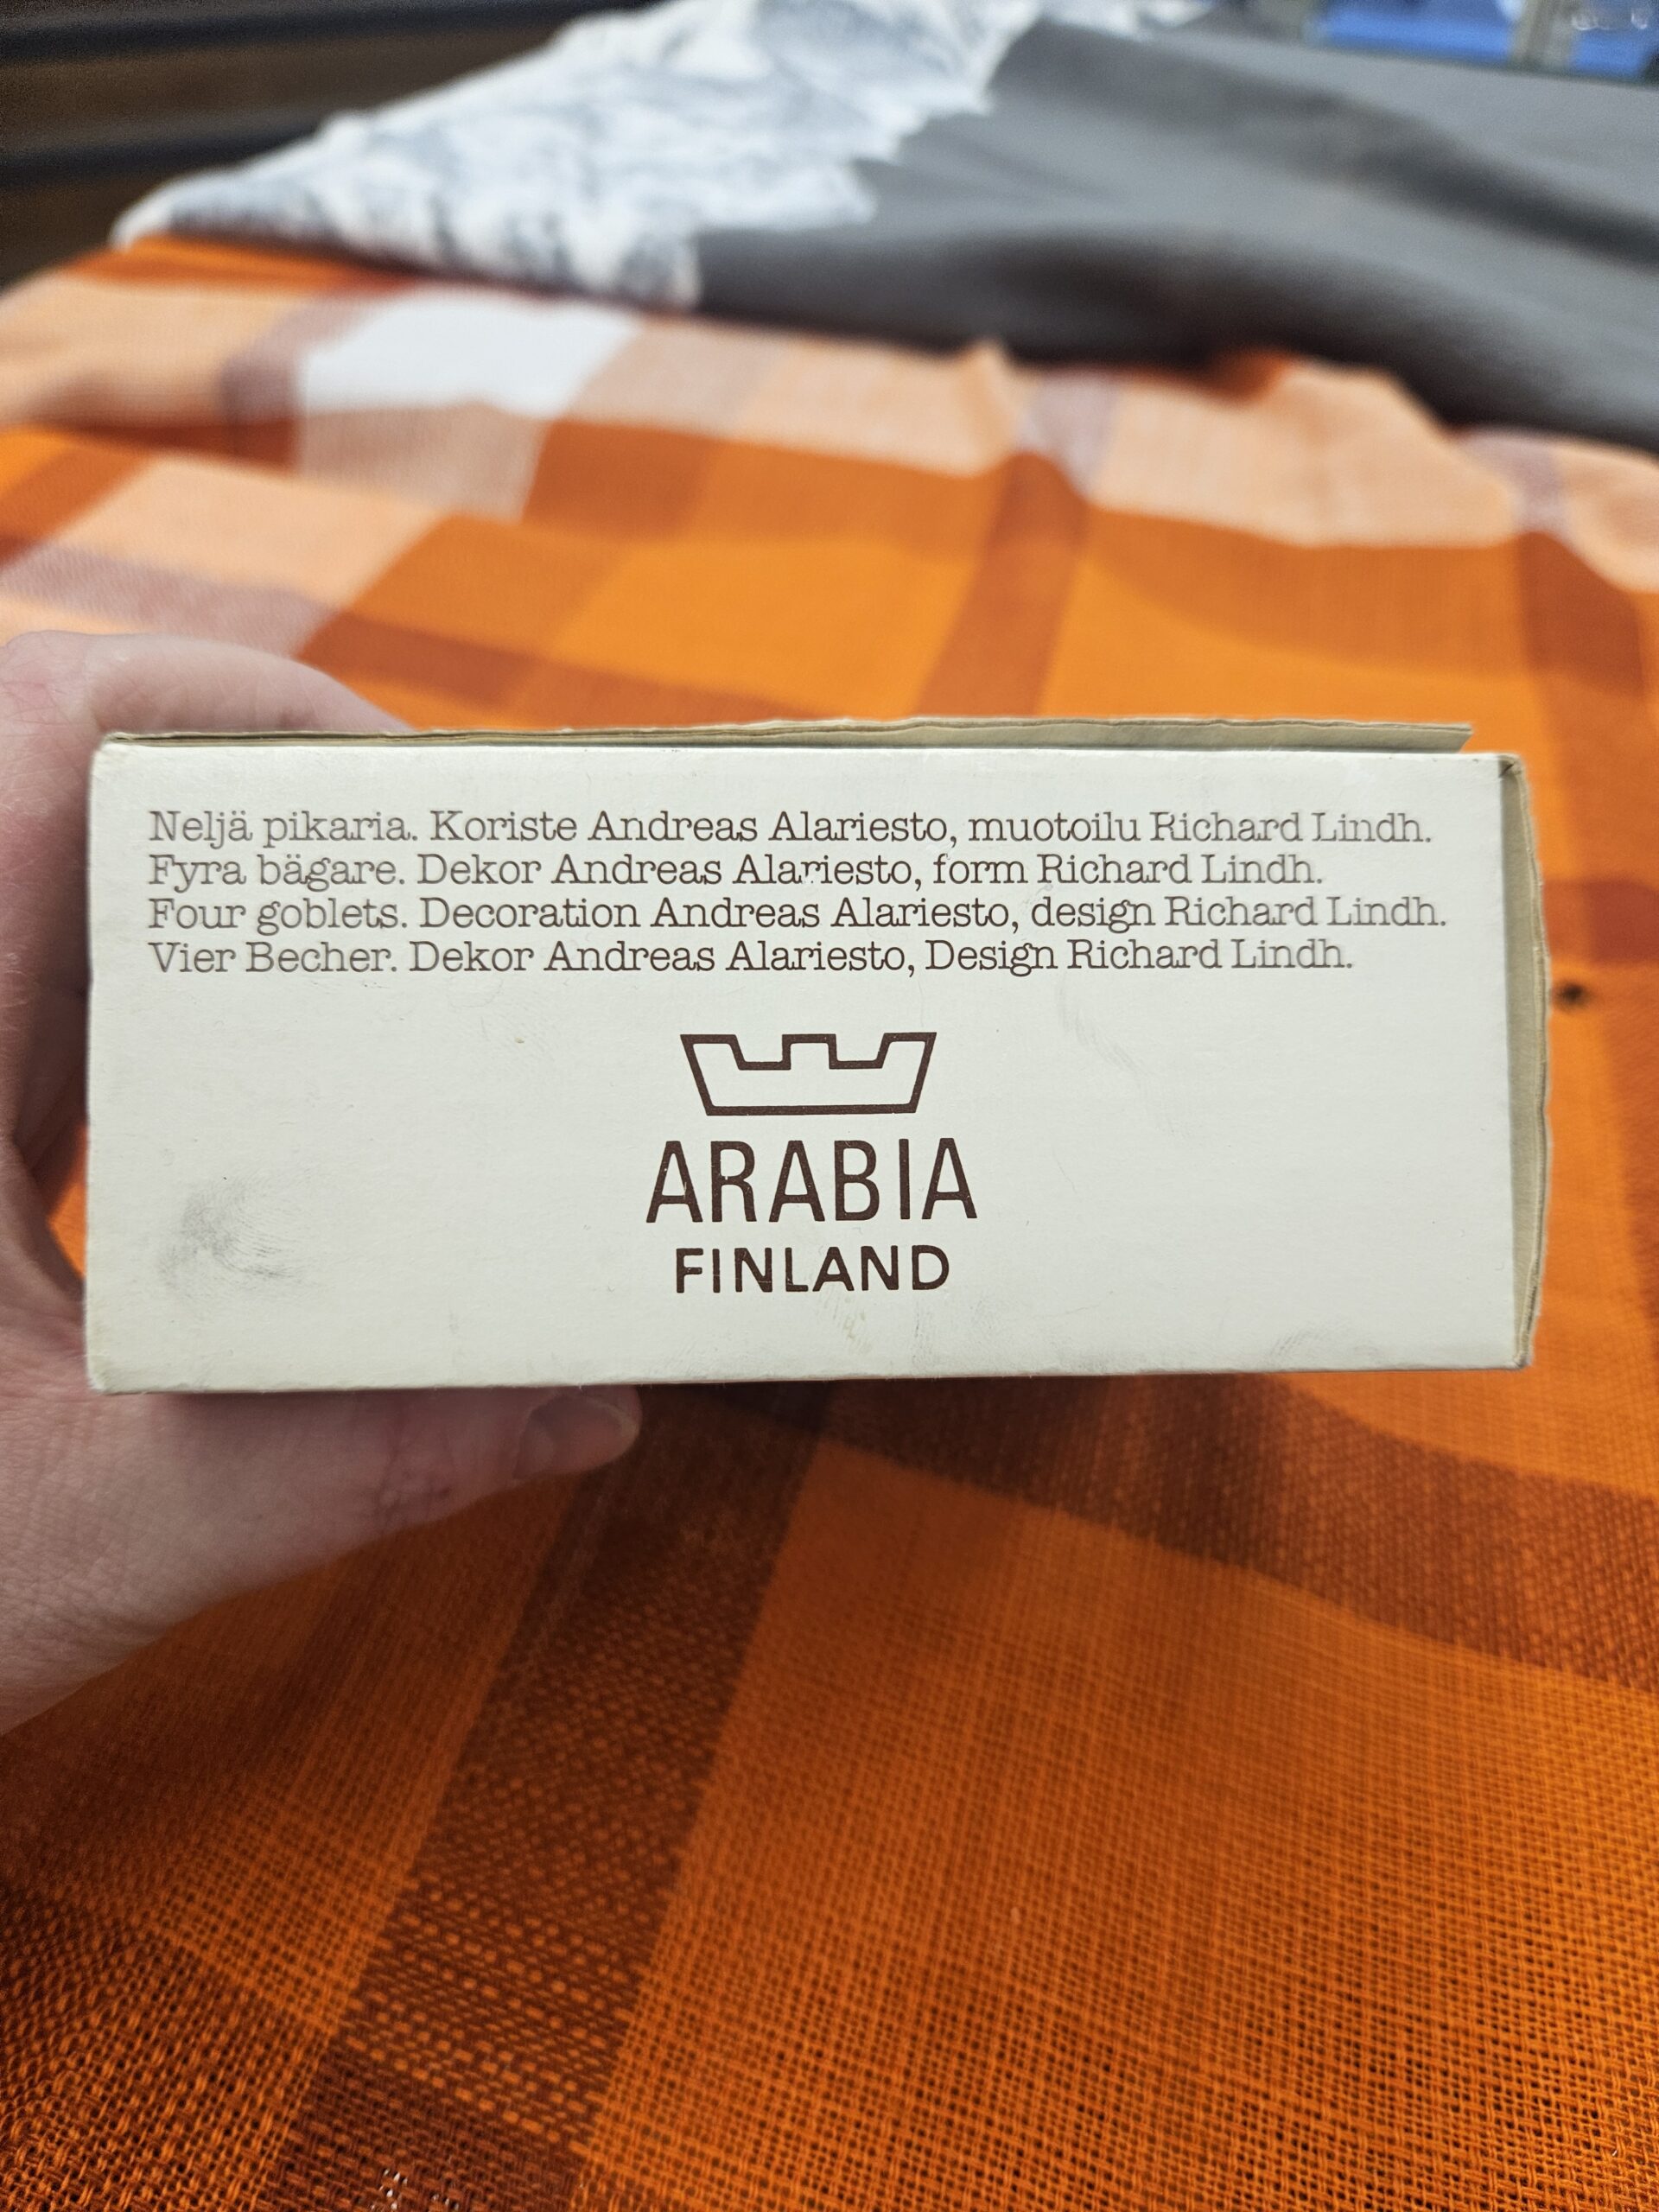 Neljä pikaria. Koriste Andreas Alariesto, muotoilu Richard Lindh.
Fyra bägare. Dekor Andreas Alariesto, form Richard Lindh.
Four goblets. Decoration Andreas Alariesto, design Richard Lindh.
Vier Becher. Dekor Andreas Alariesto, Design Richard Lindh.
ARABIA
FINLAND